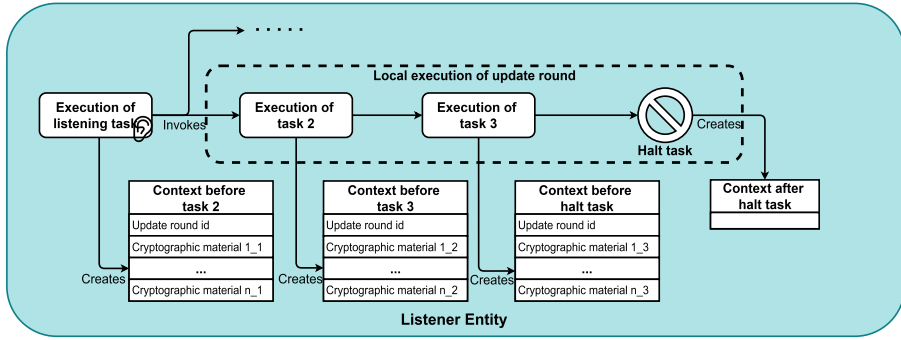 Local execution of update round
Execution of
listening task
Invokes
Execution of
task 2
Execution of
task 3
Halt task
Creates
Context before
task 2
Update round id
Cryptographic material 1_1
...
Cryptographic material n_1
Creates
Context before
task 3
Update round id
Cryptographic material 1_2
...
Cryptographic material n_2
Creates
Context before
halt task
Update round id
Cryptographic material 1_3
...
Cryptographic material n_3
Creates
Context after
halt task
Listener Entity